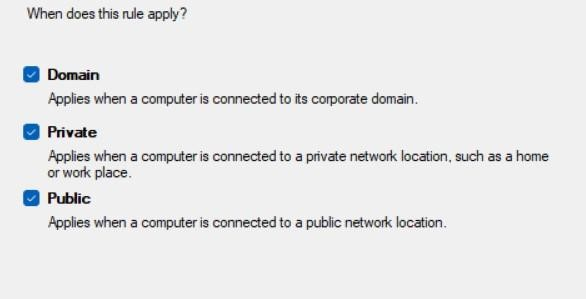 When does this rule apply?
Domain
Applies when a computer is connected to its corporate domain.
Private
Applies when a computer is connected to a private network location, such as a home
or work place.
Public
Applies when a computer is connected to a public network location.